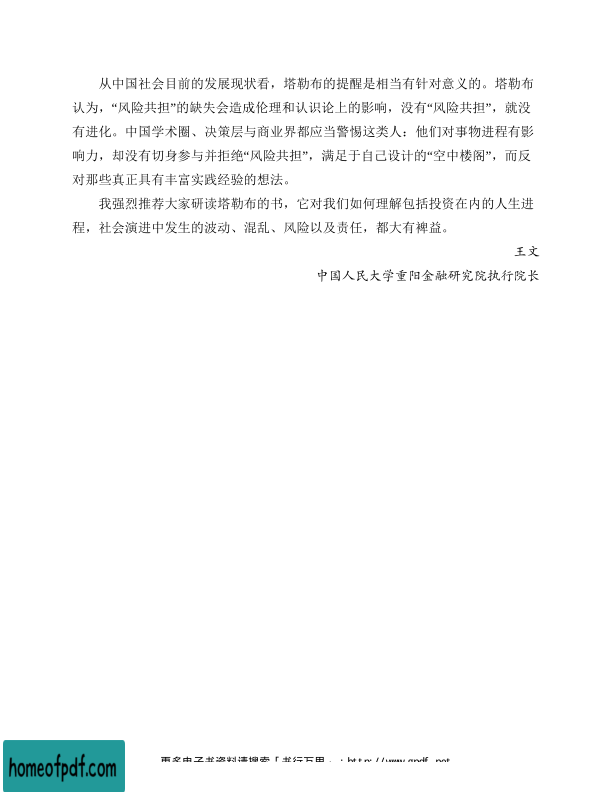 从中国社会目前的发展现状看，塔勒布的提醒是相当有针对意义的。塔勒布
认为，“风险共担”的缺失会造成伦理和认识论上的影响，没有“风险共担”，就没
有进化。中国学术圈、决策层与商业界都应当警惕这类人：他们对事物进程有影
响力，却没有切身参与并拒绝“风险共担”，满足于自己设计的“空中楼阁”，而反
对那些真正具有丰富实践经验的想法。
我强烈推荐大家研读塔勒布的书，它对我们如何理解包括投资在内的人生进
程，社会演进中发生的波动、混乱、风险以及责任，都大有裨益。
王文
中国人民大学重阳金融研究院执行院长
更多电子书资料请搜索「书行万里」：http://www.gpdf.net
homeofpdf.com